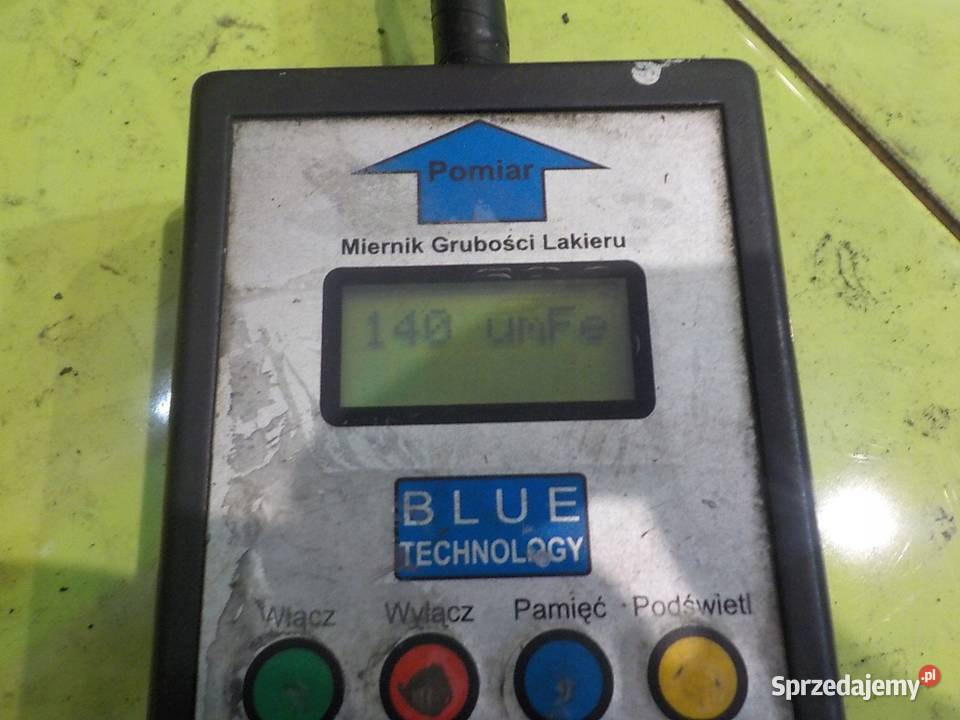 Pomiar
Miernik Grubości Lakieru
140 umFe
BLUE
TECHNOLOGY
Włącz Wyłącz Pamięć Podświetl
Sprzedajemy.pl